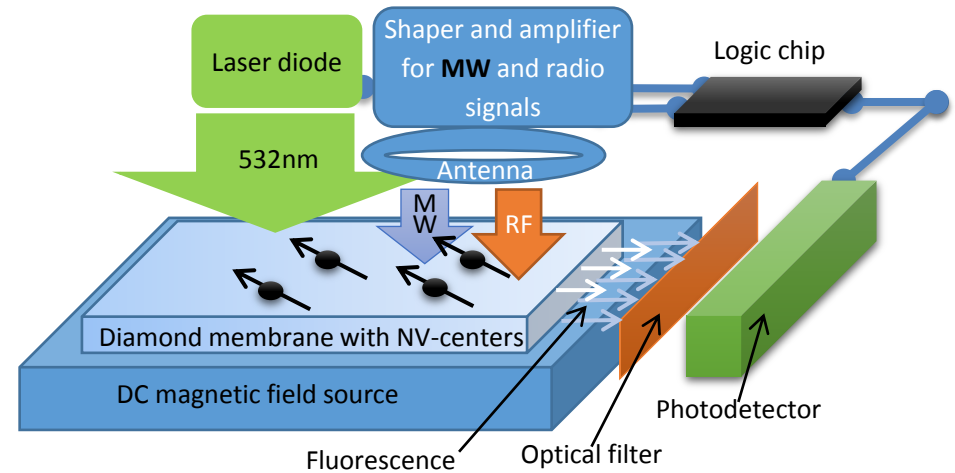 Laser diode
Shaper and amplifier
for MW and radio
signals
Logic chip
532nm
Antenna
M
W
RF
Diamond membrane with NV-centers
DC magnetic field source
Photodetector
Optical filter
Fluorescence